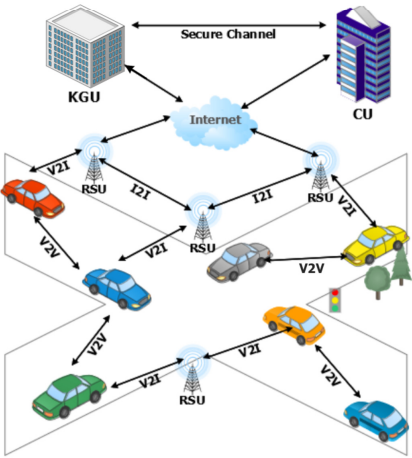 Secure Channel
KGU
CU
Internet
V2I
RSU
I2I
I2I
RSU
V2I
V2V
V2I
RSU
V2V
V2V
V2I
V2I
V2V
RSU